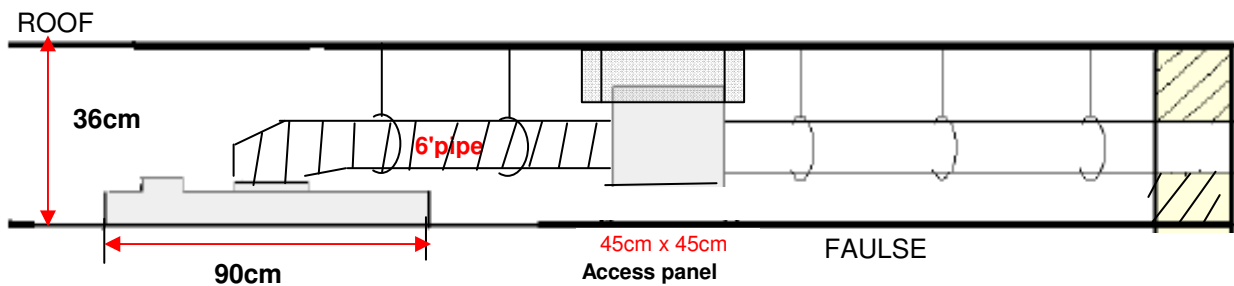 ROOF
36cm
6'pipe
45cm x 45cm
FAULSE
90cm
Access panel